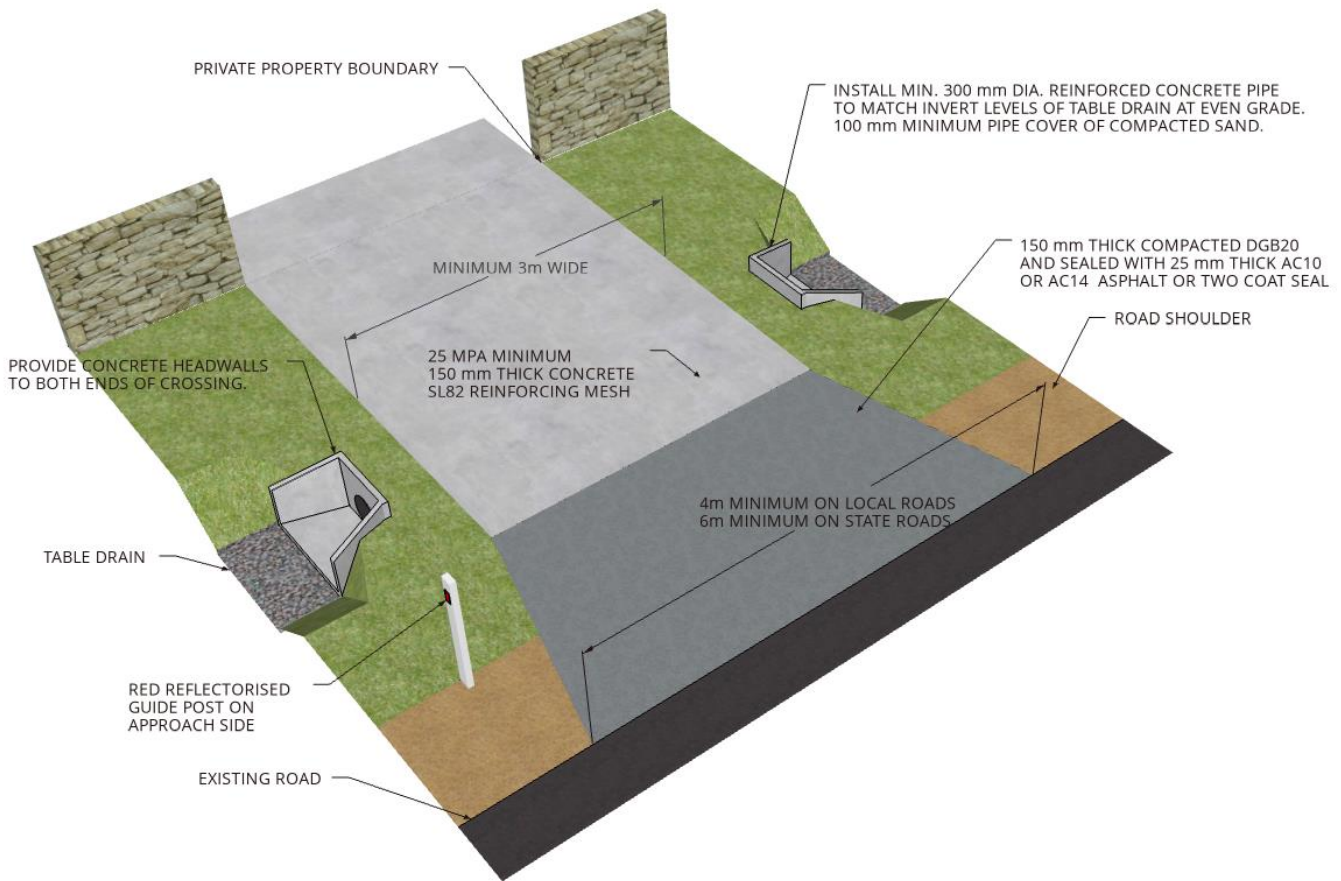 PRIVATE PROPERTY BOUNDARY
INSTALL MIN. 300 mm DIA. REINFORCED CONCRETE PIPE
TO MATCH INVERT LEVELS OF TABLE DRAIN AT EVEN GRADE.
100 mm MINIMUM PIPE COVER OF COMPACTED SAND.
150 mm THICK COMPACTED DGB20
AND SEALED WITH 25 mm THICK AC10
OR AC14 ASPHALT OR TWO COAT SEAL
MINIMUM 3m WIDE
ROAD SHOULDER
PROVIDE CONCRETE HEADWALLS
TO BOTH ENDS OF CROSSING.
25 MPA MINIMUM
150 mm THICK CONCRETE
SL82 REINFORCING MESH
4m MINIMUM ON LOCAL ROADS
6m MINIMUM ON STATE ROADS
TABLE DRAIN
RED REFLECTORISED
GUIDE POST ON
APPROACH SIDE
EXISTING ROAD